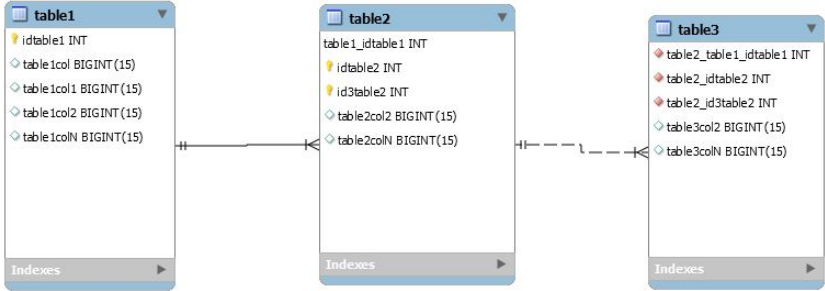 table1
idtable1 INT
table1col BIGINT(15)
table1col1 BIGINT(15)
table1col2 BIGINT(15)
table1colN BIGINT(15)
Indexes
table2
table1_idtable1 INT
idtable2 INT
id3table2 INT
table2col2 BIGINT(15)
table2colN BIGINT(15)
Indexes
table3
table2_table1_idtable1 INT
table2_idtable2 INT
table2_id3table2 INT
table3col2 BIGINT(15)
table3colN BIGINT(15)
Indexes